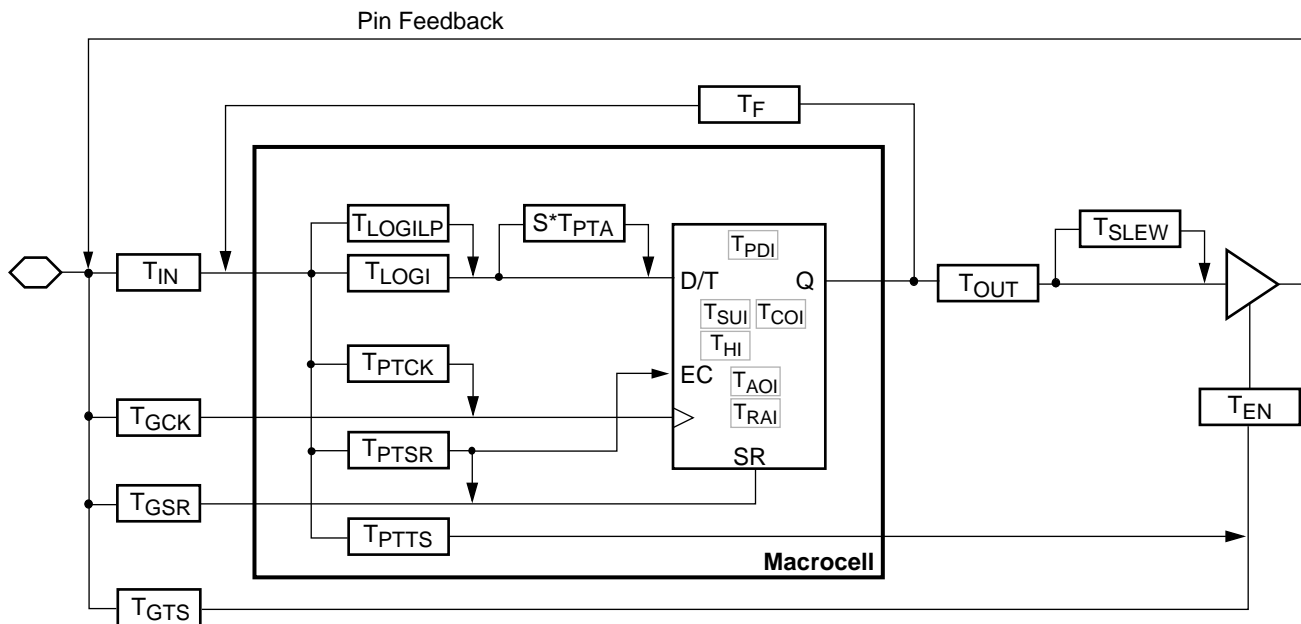 Pin Feedback
TF
TLOGILP
S*TPTA
TPDI
TSLEW
TIN
TLOGI
D/T
Q
TOUT
TSUI
TCOI
THI
TPTCK
EC
TAOI
TGCK
TRAI
TEN
TPTSR
SR
TGSR
TPTTS
Macrocell
TGTS